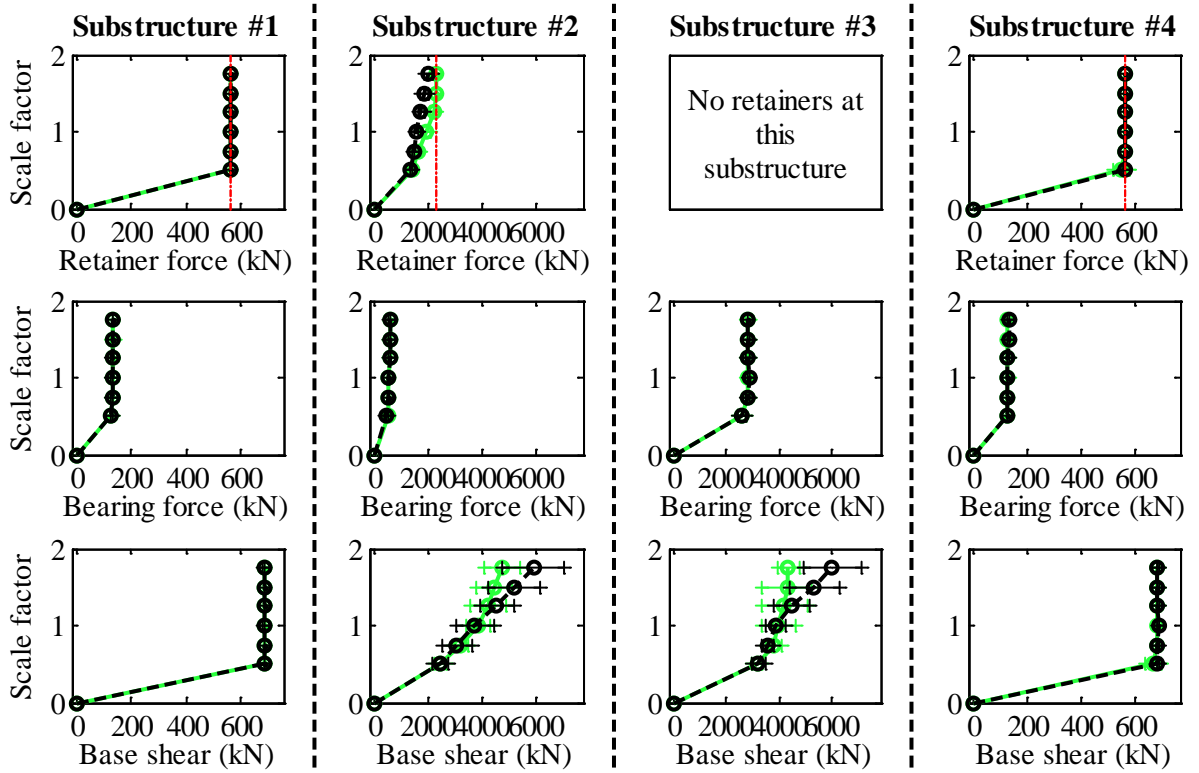 Substructure #1 Substructure #2 Substructure #3 Substructure #4
2 2 2
Scale factor
No retainers at
this
substructure
1 1 1
0 0 0
0 200 400 600 0 200040006000 0 200 400 600
Retainer force (kN) Retainer force (kN) Retainer force (kN)
2 2 2 2
Scale factor
1 1 1 1
0 0 0 0
0 200 400 600 0 200040006000 0 200040006000 0 200 400 600
Bearing force (kN) Bearing force (kN) Bearing force (kN) Bearing force (kN)
2 2 2 2
Scale factor
1 1 1 1
0 0 0 0
0 200 400 600 0 200040006000 0 200040006000 0 200 400 600
Base shear (kN) Base shear (kN) Base shear (kN) Base shear (kN)